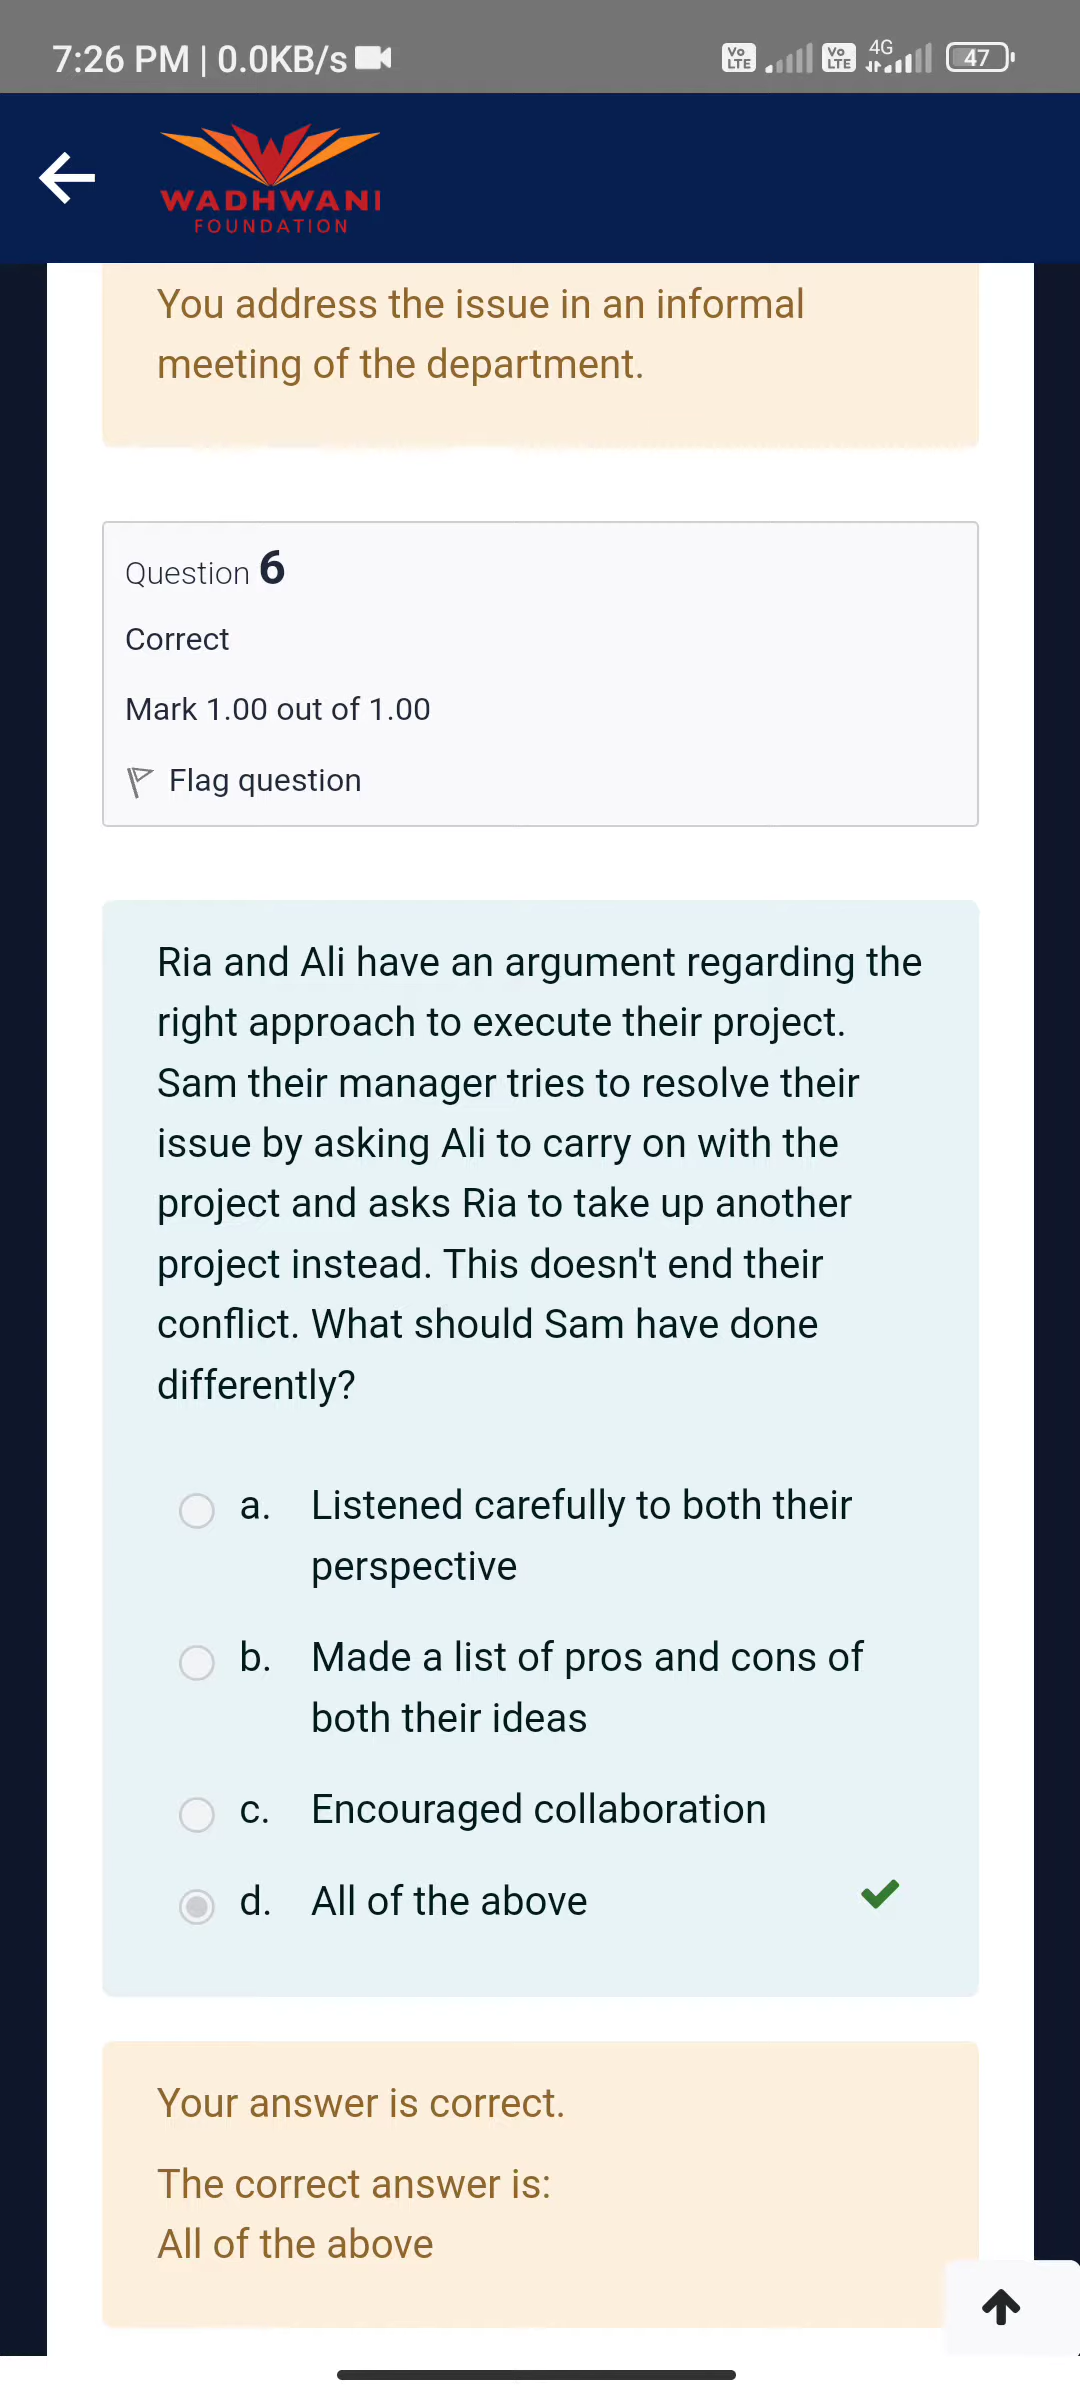 7:26 PM | 0.0KB/s Vo LTE Vo LTE 4G 47
WADHWANI
FOUNDATION
You address the issue in an informal
meeting of the department.
Question 6
Correct
Mark 1.00 out of 1.00
Flag question
Ria and Ali have an argument regarding the
right approach to execute their project.
Sam their manager tries to resolve their
issue by asking Ali to carry on with the
project and asks Ria to take up another
project instead. This doesn't end their
conflict. What should Sam have done
differently?
a. Listened carefully to both their
perspective
b. Made a list of pros and cons of
both their ideas
c. Encouraged collaboration
d. All of the above
Your answer is correct.
The correct answer is:
All of the above